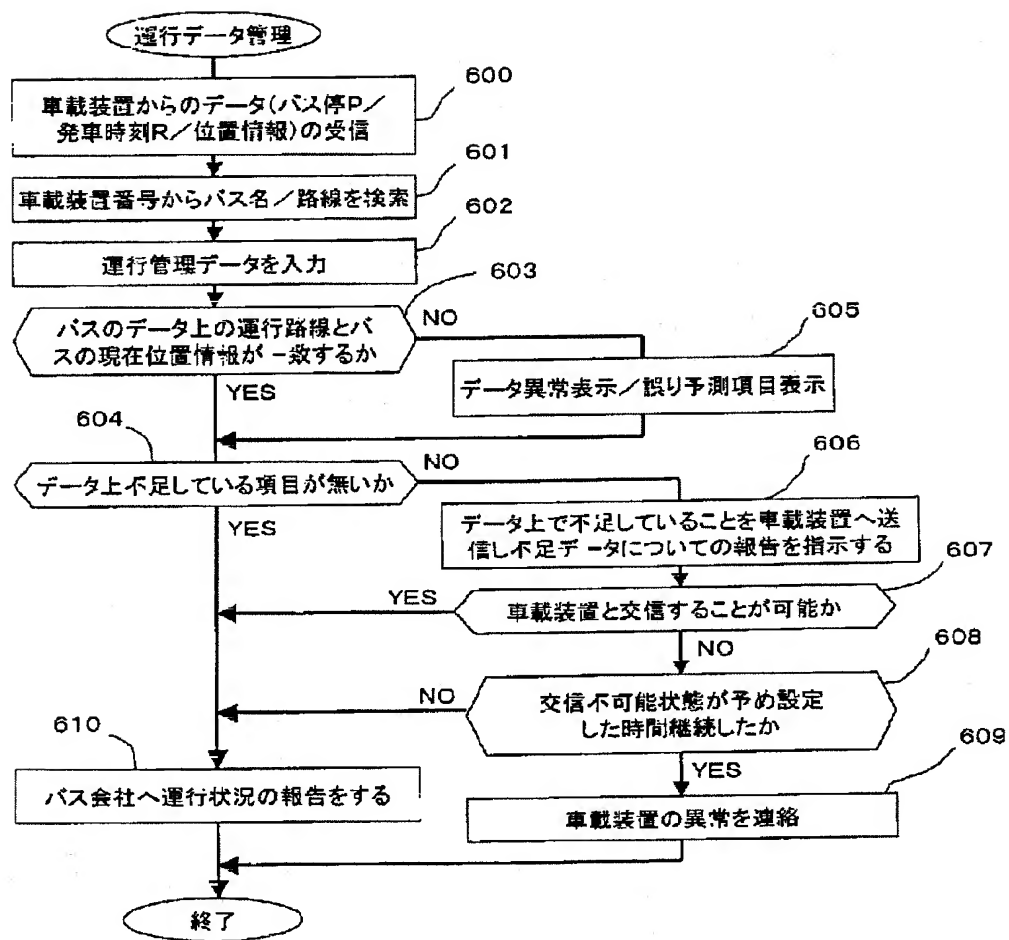 運行データ管理
600
車載装置からのデータ(バス停P/
発車時刻R/位置情報)の受信
601
車載装置番号からバス名/路線を検索
602
運行管理データを入力
603
バスのデータ上の運行路線とバ
スの現在位置情報が一致するか
NO
605
データ異常表示/誤り予測項目表示
YES
604
データ上不足している項目が無いか
NO
606
YES
データ上で不足していることを車載装置へ送
信し不足データについての報告を指示する
607
YES
車載装置と交信することが可能か
NO
608
NO
交信不可能状態が予め設定
した時間継続したか
610
609
YES
バス会社へ運行状況の報告をする
車載装置の異常を連絡
終了